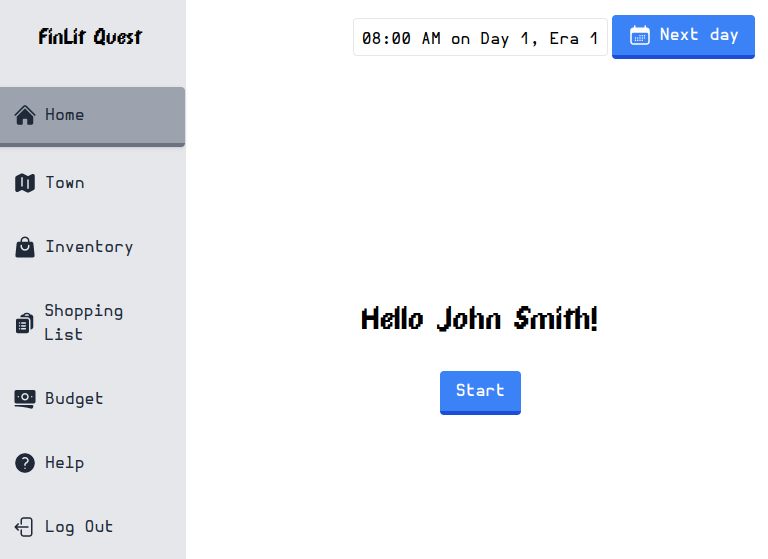 FinLit Quest
08:00 AM on Day 1, Era 1
Next day
Home
Town
Inventory
Shopping
List
Budget
Help
Log Out
Hello John Smith!
Start